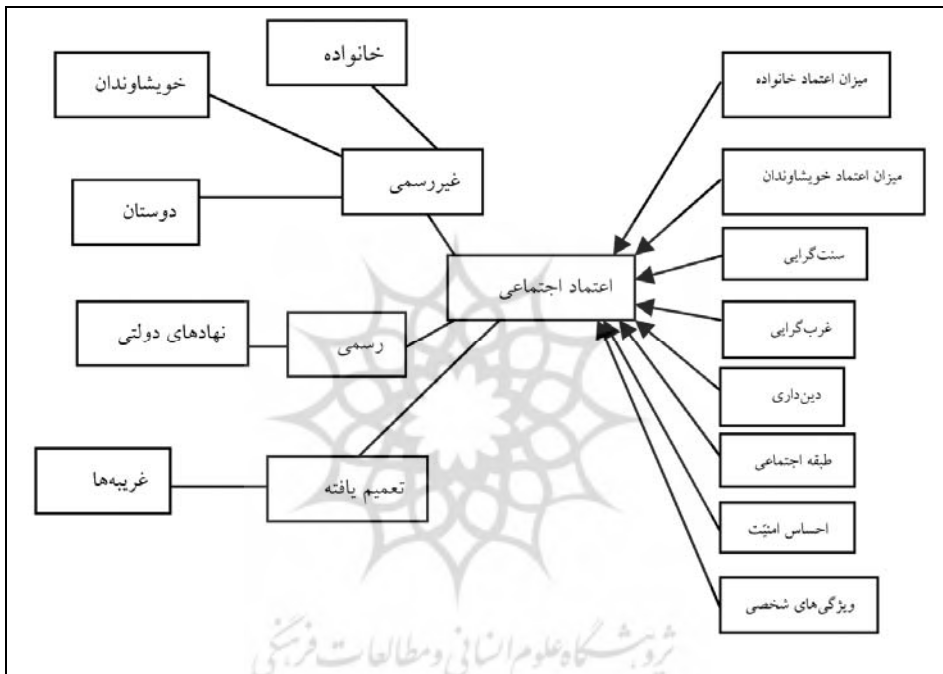 خانواده
خویشاوندان
میزان اعتماد خانواده
غیررسمی
میزان اعتماد خویشاوندان
دوستان
سنت‌گرایی
اعتماد اجتماعی
غرب‌گرایی
نهادهای دولتی
رسمی
دین‌داری
طبقه اجتماعی
غریبه‌ها
تعمیم یافته
احساس امنیّت
ویژگی‌های شخصی
پژوهشگاه علوم انسانی و مطالعات فرهنگی